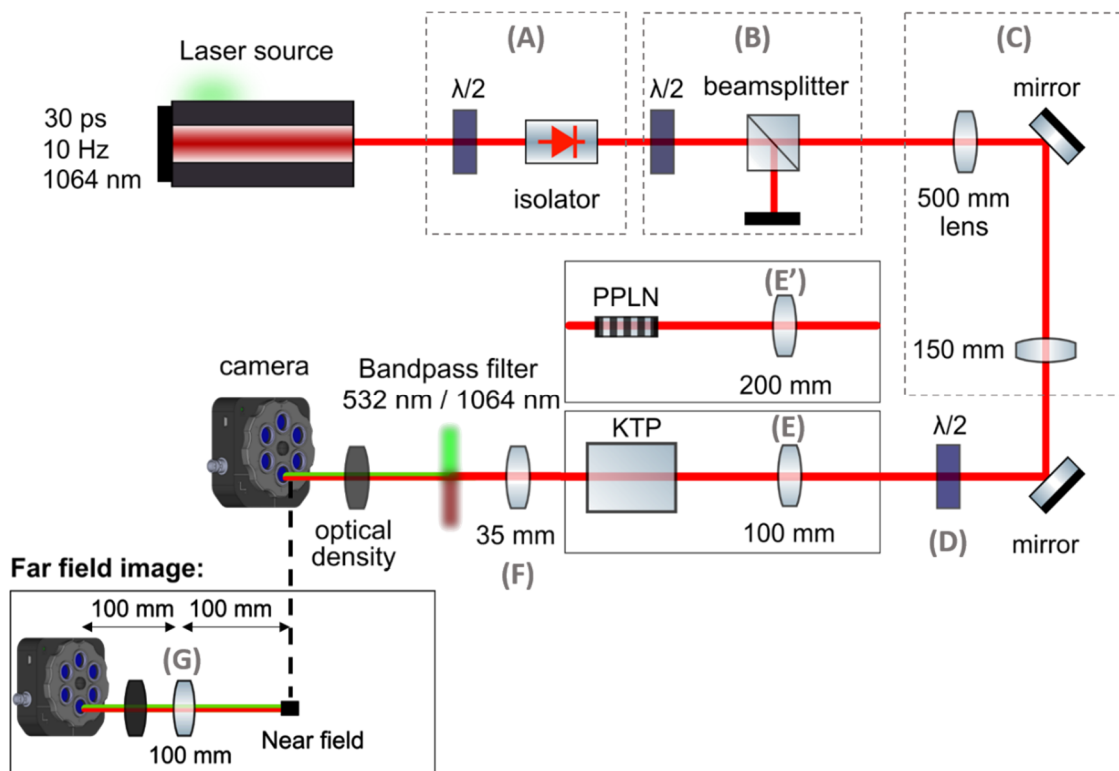 (A)
(B)
(C)
Laser source
λ/2
λ/2
beamsplitter
mirror
30 ps
10 Hz
1064 nm
isolator
500 mm
lens
(E')
PPLN
200 mm
150 mm
camera
Bandpass filter
532 nm / 1064 nm
KTP
(E)
λ/2
optical
density
35 mm
100 mm
(D)
mirror
(F)
Far field image:
100 mm
100 mm
(G)
100 mm
Near field